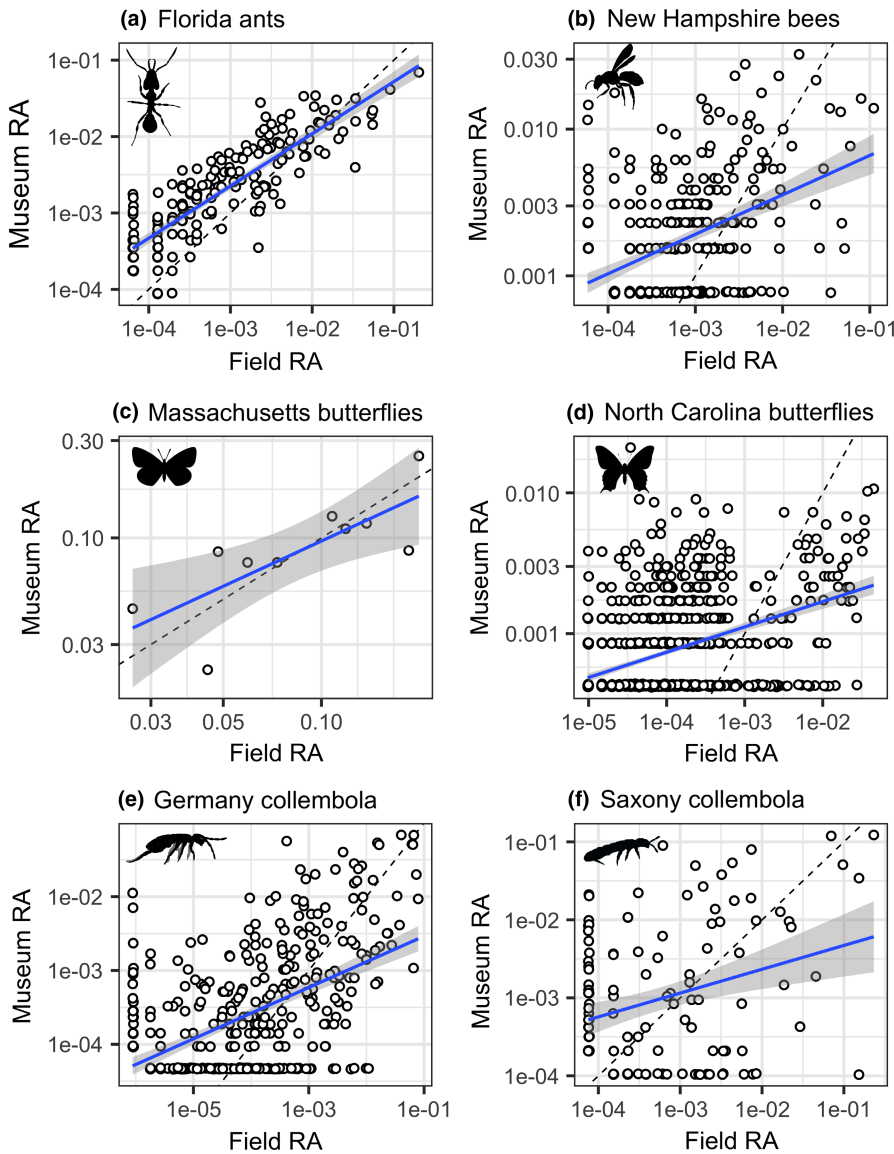 (a) Florida ants
1e-01
1e-02
1e-03
1e-04
Museum RA
1e-04 1e-03 1e-02 1e-01
Field RA
(b) New Hampshire bees
0.030
0.010
0.003
0.001
Museum RA
1e-04 1e-03 1e-02 1e-01
Field RA
(c) Massachusetts butterflies
0.30
0.10
0.03
Museum RA
0.03 0.05 0.10
Field RA
(d) North Carolina butterflies
0.010
0.003
0.001
Museum RA
1e-05 1e-04 1e-03 1e-02
Field RA
(e) Germany collembola
1e-02
1e-03
1e-04
Museum RA
1e-05 1e-03 1e-01
Field RA
(f) Saxony collembola
1e-01
1e-02
1e-03
1e-04
Museum RA
1e-04 1e-03 1e-02 1e-01
Field RA